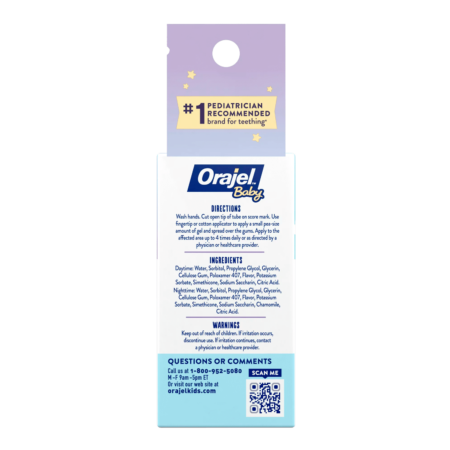 #1 PEDIATRICIAN
RECOMMENDED
brand for teething*
Orajel™
Baby
DIRECTIONS
Wash hands. Cut open tip of tube on score mark. Use
fingertip or cotton applicator to apply a small pea-size
amount of gel and spread over the gums. Apply to the
affected area up to 4 times daily or as directed by a
physician or healthcare provider.
INGREDIENTS
Daytime: Water, Sorbitol, Propylene Glycol, Glycerin,
Cellulose Gum, Poloxamer 407, Flavor, Potassium
Sorbate, Simethicone, Sodium Saccharin, Citric Acid.
Nighttime: Water, Sorbitol, Propylene Glycol, Glycerin,
Cellulose Gum, Poloxamer 407, Flavor, Potassium
Sorbate, Simethicone, Sodium Saccharin, Chamomile,
Citric Acid.
WARNINGS
Keep out of reach of children. If irritation occurs,
discontinue use. If irritation continues, contact
a physician or healthcare provider.
QUESTIONS OR COMMENTS
Call us at 1-800-952-5080
M-F 9am-5pm ET
Or visit our web site at
orajelkids.com
SCAN ME